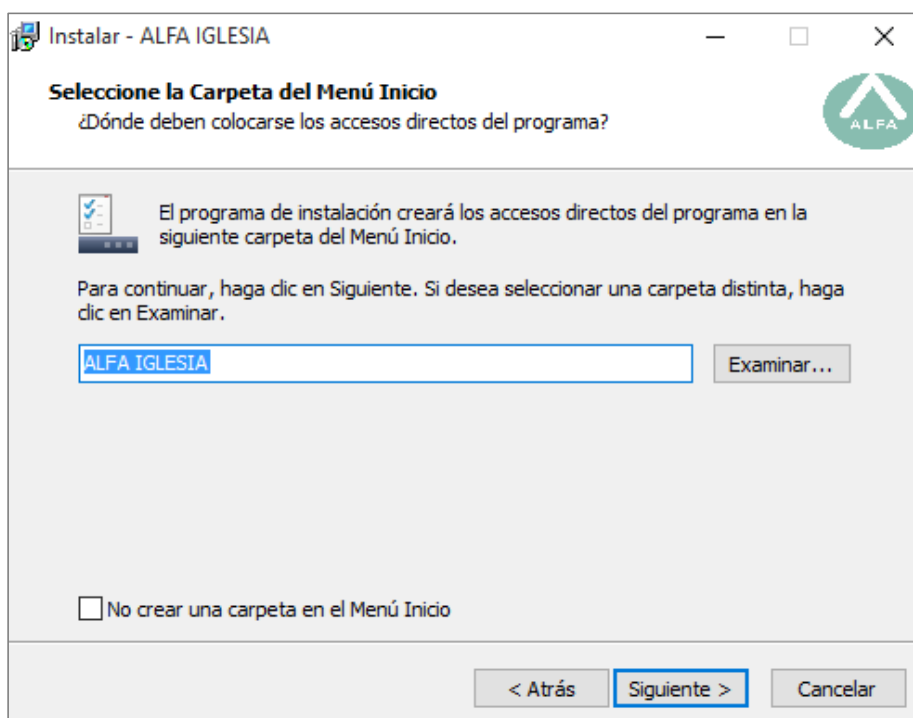 Instalar - ALFA IGLESIA
Seleccione la Carpeta del Menú Inicio
¿Dónde deben colocarse los accesos directos del programa?
ALFA
El programa de instalación creará los accesos directos del programa en la
siguiente carpeta del Menú Inicio.
Para continuar, haga clic en Siguiente. Si desea seleccionar una carpeta distinta, haga
clic en Examinar.
ALFA IGLESIA
Examinar...
No crear una carpeta en el Menú Inicio
< Atrás
Siguiente >
Cancelar